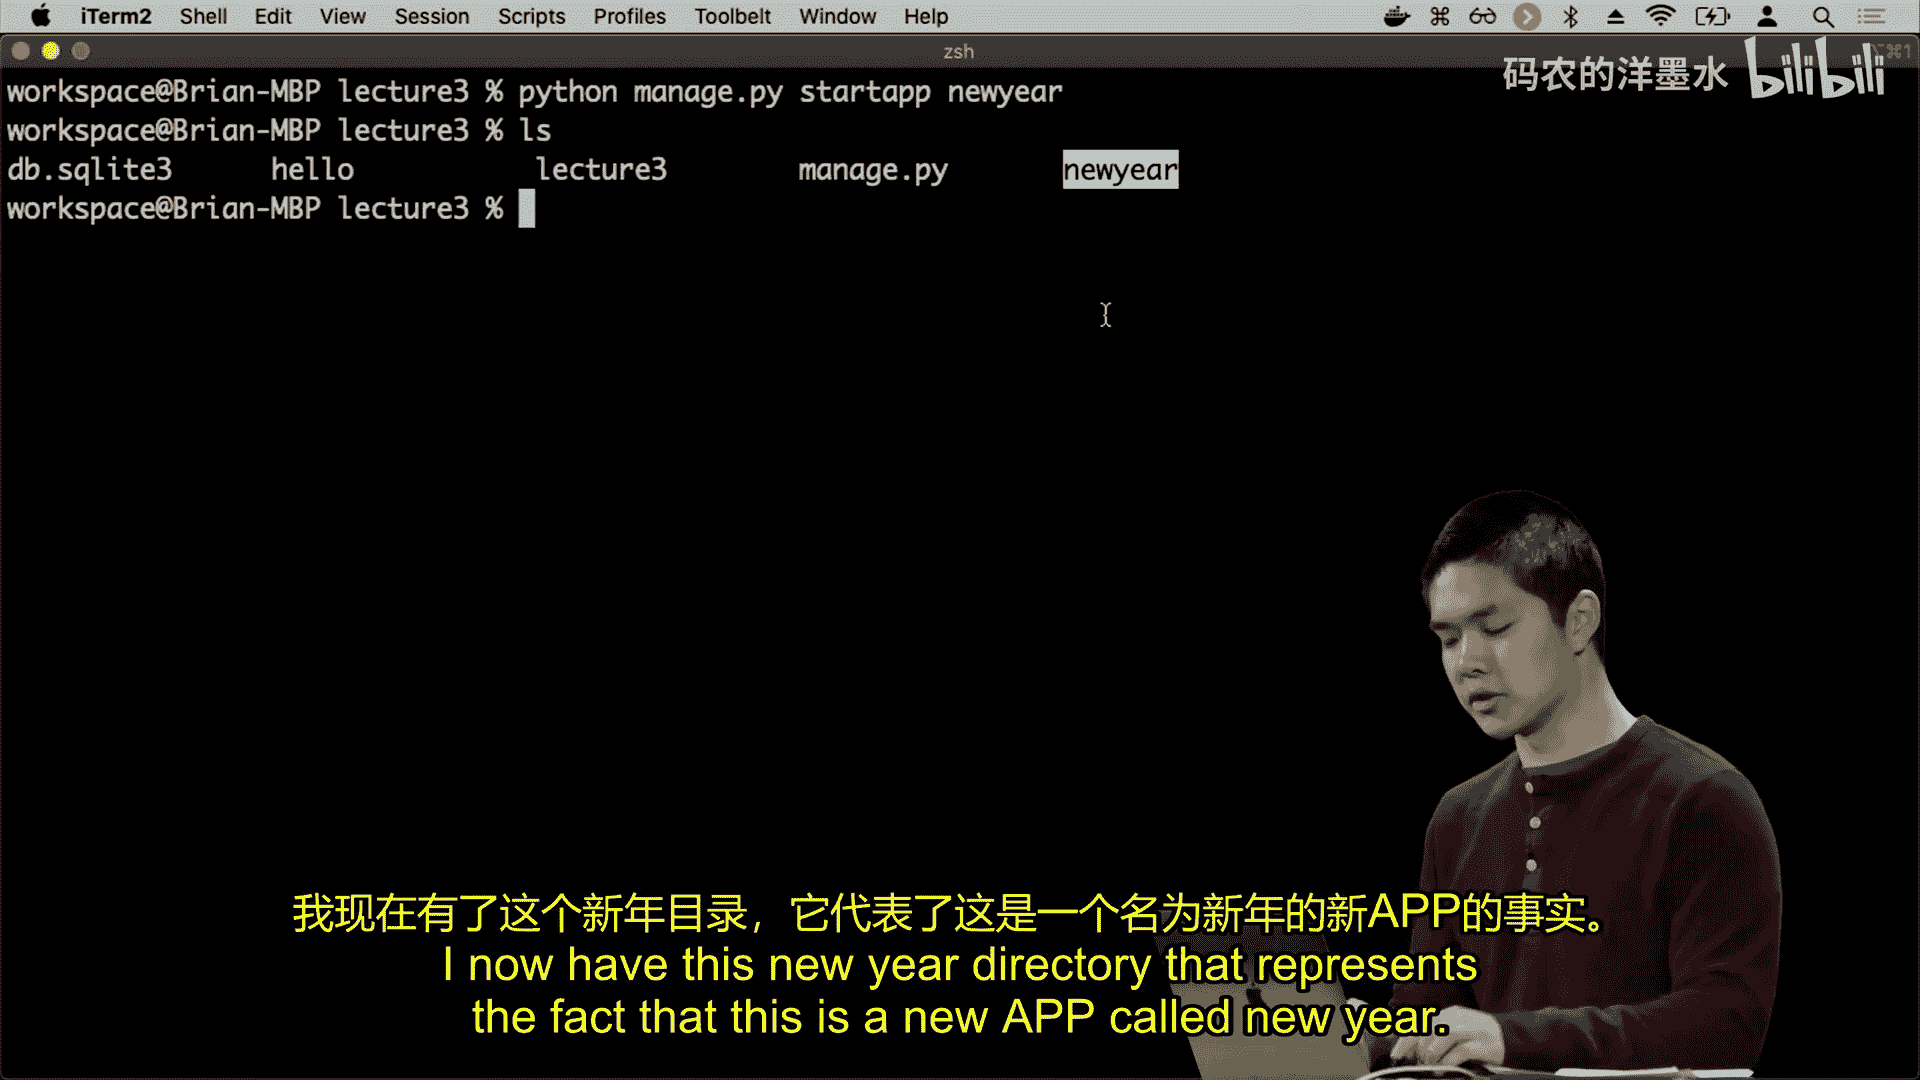 iTerm2 Shell Edit View Session Scripts Profiles Toolbelt Window Help
zsh
⌘1
码农的洋墨水 bilibili
workspace@Brian-MBP lecture3 % python manage.py startapp newyear
workspace@Brian-MBP lecture3 % ls
db.sqlite3 hello lecture3 manage.py newyear
workspace@Brian-MBP lecture3 %
我现在有了这个新年目录，它代表了这是一个名为新年的新APP的事实。
I now have this new year directory that represents
the fact that this is a new APP called new year.